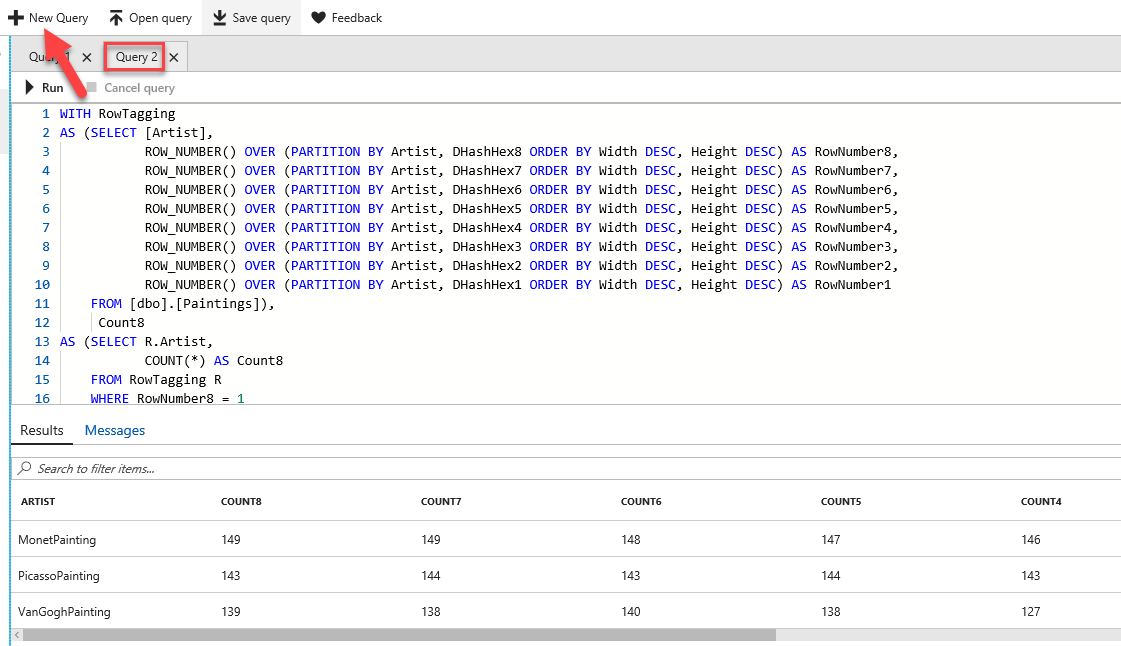 New Query Open query Save query Feedback
Query 1 Query 2
Run Cancel query
1 WITH RowTagging
2 AS (SELECT [Artist],
3 ROW_NUMBER() OVER (PARTITION BY Artist, DHashHex8 ORDER BY Width DESC, Height DESC) AS RowNumber8,
4 ROW_NUMBER() OVER (PARTITION BY Artist, DHashHex7 ORDER BY Width DESC, Height DESC) AS RowNumber7,
5 ROW_NUMBER() OVER (PARTITION BY Artist, DHashHex6 ORDER BY Width DESC, Height DESC) AS RowNumber6,
6 ROW_NUMBER() OVER (PARTITION BY Artist, DHashHex5 ORDER BY Width DESC, Height DESC) AS RowNumber5,
7 ROW_NUMBER() OVER (PARTITION BY Artist, DHashHex4 ORDER BY Width DESC, Height DESC) AS RowNumber4,
8 ROW_NUMBER() OVER (PARTITION BY Artist, DHashHex3 ORDER BY Width DESC, Height DESC) AS RowNumber3,
9 ROW_NUMBER() OVER (PARTITION BY Artist, DHashHex2 ORDER BY Width DESC, Height DESC) AS RowNumber2,
10 ROW_NUMBER() OVER (PARTITION BY Artist, DHashHex1 ORDER BY Width DESC, Height DESC) AS RowNumber1
11 FROM [dbo].[Paintings]),
12 Count8
13 AS (SELECT R.Artist,
14 COUNT(*) AS Count8
15 FROM RowTagging R
16 WHERE RowNumber8 = 1
Results Messages
Search to filter items...
ARTIST COUNT8 COUNT7 COUNT6 COUNT5 COUNT4
MonetPainting 149 149 148 147 146
PicassoPainting 143 144 143 144 143
VanGoghPainting 139 138 140 138 127